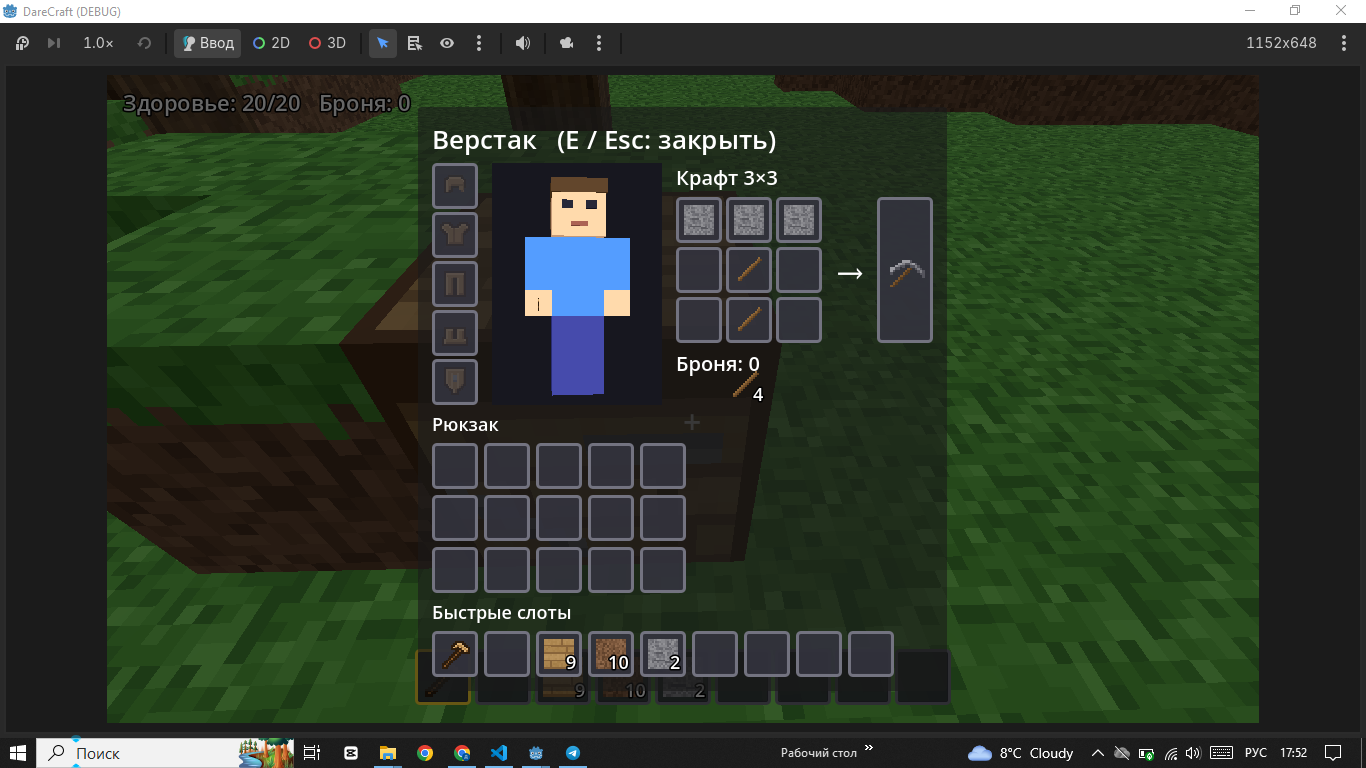 DareCraft (DEBUG)
1.0×
Ввод
2D
3D
1152x648
Здоровье: 20/20 Броня: 0
Верстак (E / Esc: закрыть)
Крафт 3×3
→
Броня: 0
4
Рюкзак
Быстрые слоты
9
10
2
9
10
2
Поиск
Рабочий стол
8°C Cloudy
РУС
17:52